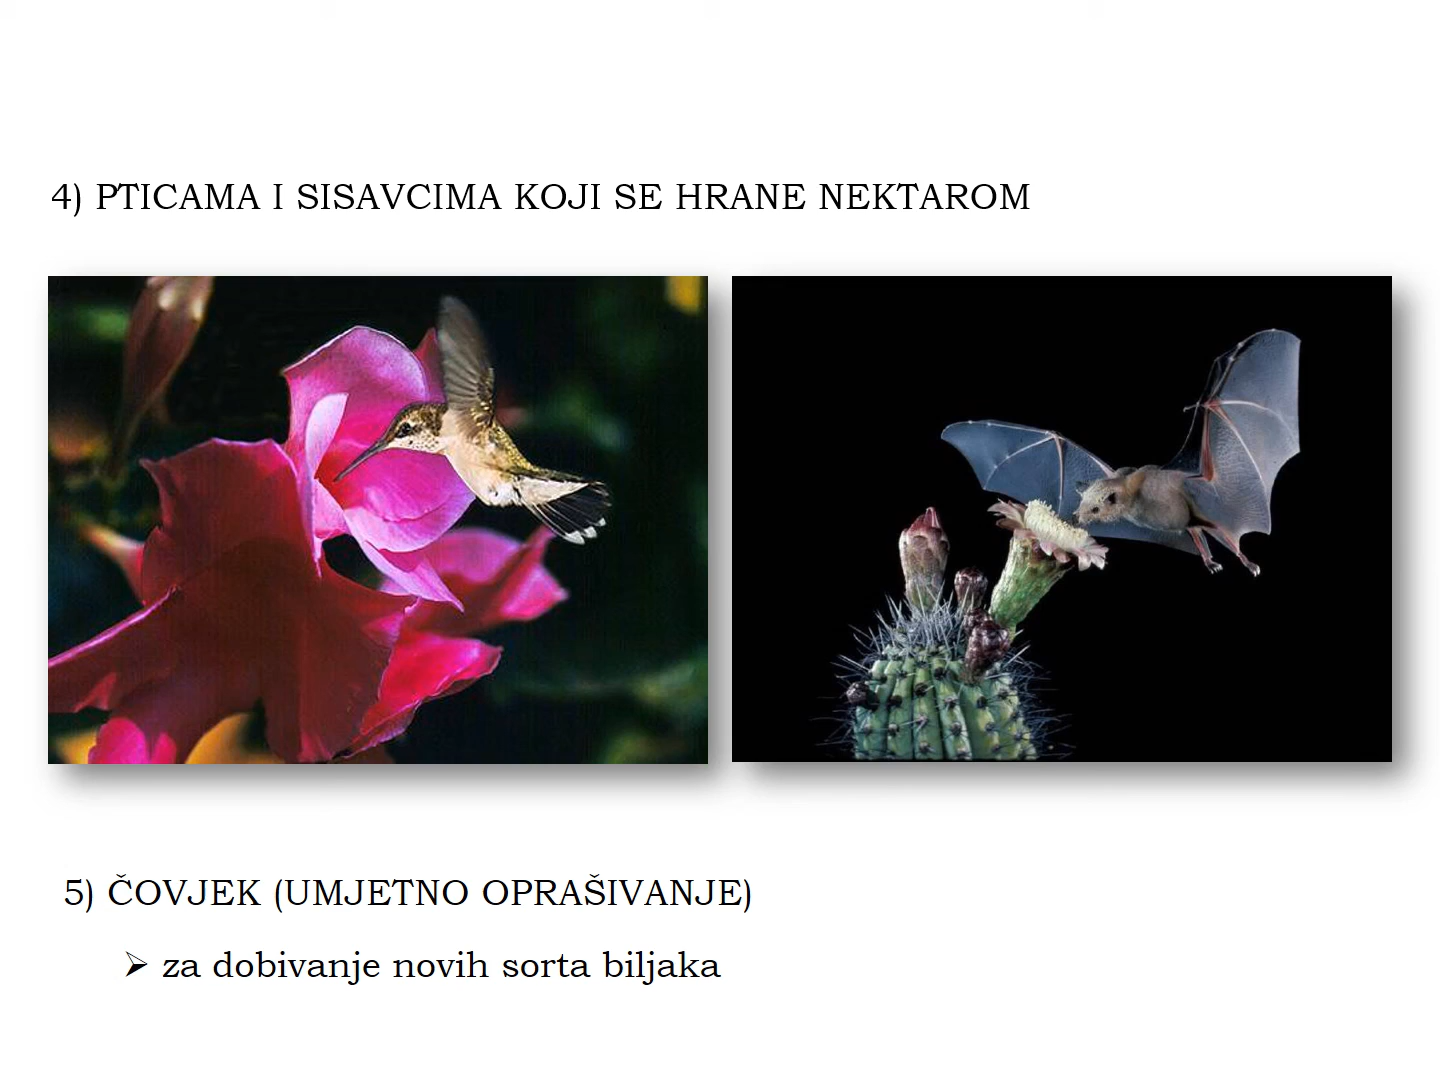 4) PTICAMA I SISAVCIMA KOJI SE HRANE NEKTAROM
5) ČOVJEK (UMJETNO OPRAŠIVANJE)
➢ za dobivanje novih sorta biljaka